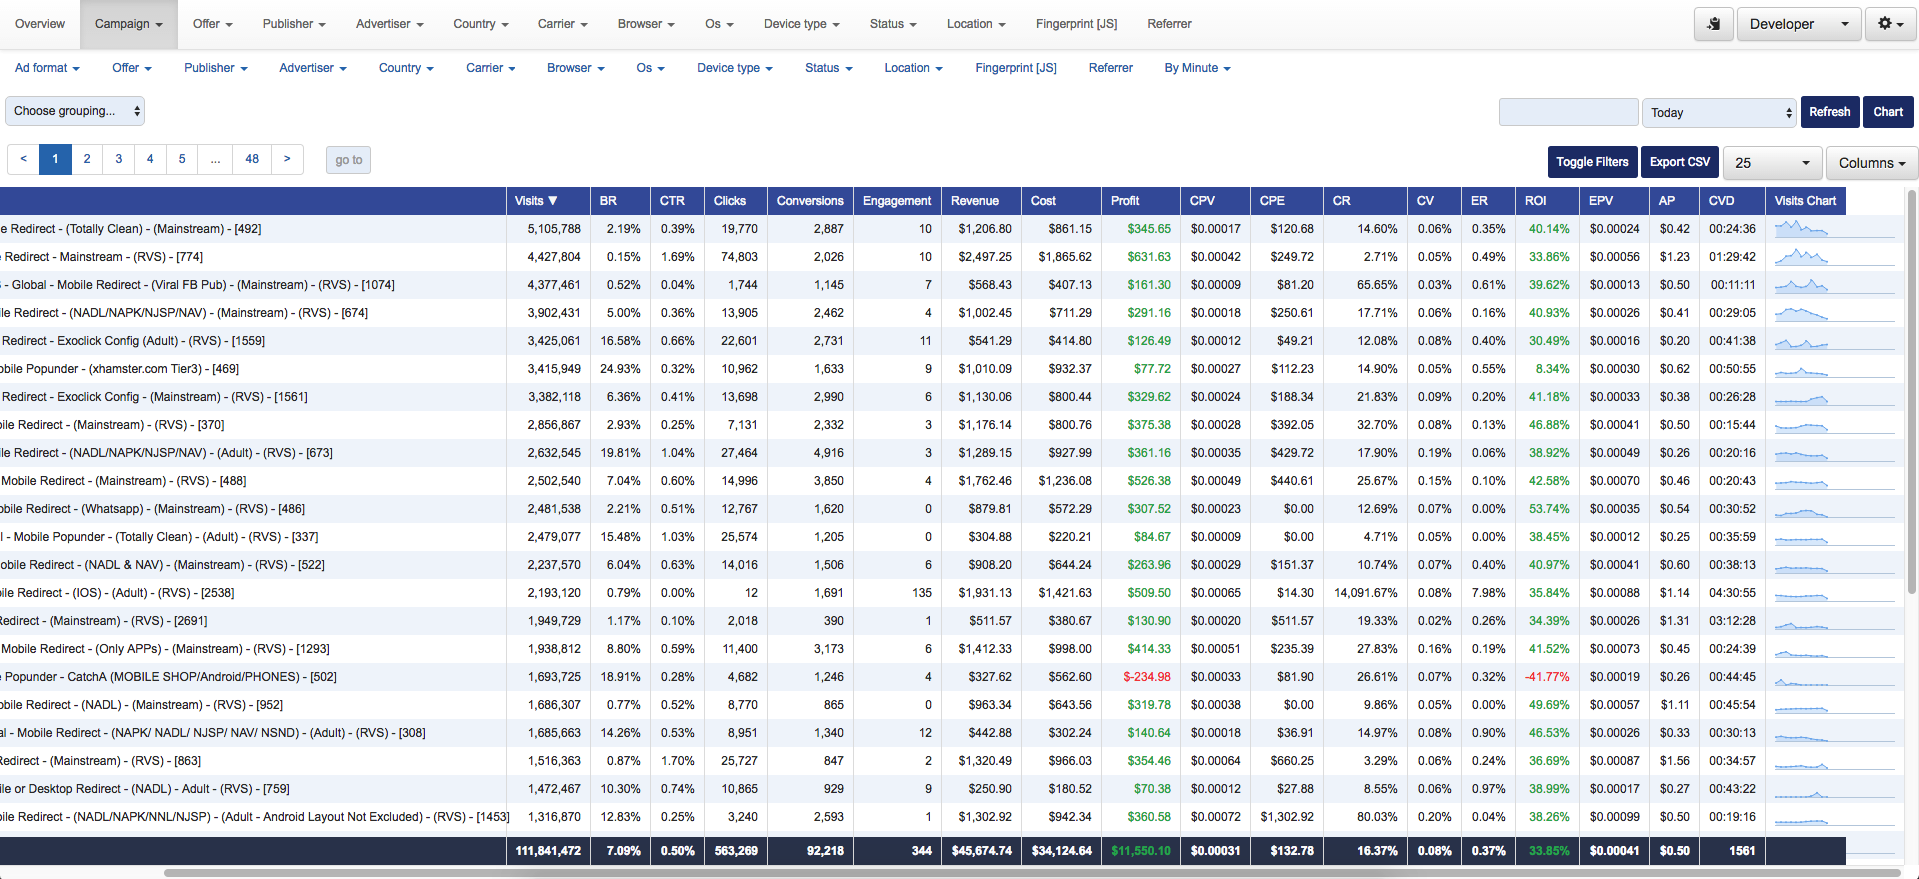 Overview Campaign Offer Publisher Advertiser Country Carrier Browser Os Device type Status Location Fingerprint [JS] Referrer Developer
Ad format Offer Publisher Advertiser Country Carrier Browser Os Device type Status Location Fingerprint [JS] Referrer By Minute
Choose grouping... Today Refresh Chart
< 1 2 3 4 5 ... 48 > go to Toggle Filters Export CSV 25 Columns
Visits ▼ BR CTR Clicks Conversions Engagement Revenue Cost Profit CPV CPE CR CV ER ROI EPV AP CVD Visits Chart
e Redirect - (Totally Clean) - (Mainstream) - [492] 5,105,788 2.19% 0.39% 19,770 2,887 10 $1,206.80 $861.15 $345.65 $0.00017 $120.68 14.60% 0.06% 0.35% 40.14% $0.00024 $0.42 00:24:36
Redirect - Mainstream - (RVS) - [774] 4,427,804 0.15% 1.69% 74,803 2,026 10 $2,497.25 $1,865.62 $631.63 $0.00042 $249.72 2.71% 0.05% 0.49% 33.86% $0.00056 $1.23 01:29:42
- Global - Mobile Redirect - (Viral FB Pub) - (Mainstream) - (RVS) - [1074] 4,377,461 0.52% 0.04% 1,744 1,145 7 $568.43 $407.13 $161.30 $0.00009 $81.20 65.65% 0.03% 0.61% 39.62% $0.00013 $0.50 00:11:11
ile Redirect - (NADL/NAPK/NJSP/NAV) - (Mainstream) - (RVS) - [674] 3,902,431 5.00% 0.36% 13,905 2,462 4 $1,002.45 $711.29 $291.16 $0.00018 $250.61 17.71% 0.06% 0.16% 40.93% $0.00026 $0.41 00:29:05
Redirect - Exoclick Config (Adult) - (RVS) - [1559] 3,425,061 16.58% 0.66% 22,601 2,731 11 $541.29 $414.80 $126.49 $0.00012 $49.21 12.08% 0.08% 0.40% 30.49% $0.00016 $0.20 00:41:38
obile Popunder - (xhamster.com Tier3) - [469] 3,415,949 24.93% 0.32% 10,962 1,633 9 $1,010.09 $932.37 $77.72 $0.00027 $112.23 14.90% 0.05% 0.55% 8.34% $0.00030 $0.62 00:50:55
Redirect - Exoclick Config - (Mainstream) - (RVS) - [1561] 3,382,118 6.36% 0.41% 13,698 2,990 6 $1,130.06 $800.44 $329.62 $0.00024 $188.34 21.83% 0.09% 0.20% 41.18% $0.00033 $0.38 00:26:28
bile Redirect - (Mainstream) - (RVS) - [370] 2,856,867 2.93% 0.25% 7,131 2,332 3 $1,176.14 $800.76 $375.38 $0.00028 $392.05 32.70% 0.08% 0.13% 46.88% $0.00041 $0.50 00:15:44
ile Redirect - (NADL/NAPK/NJSP/NAV) - (Adult) - (RVS) - [673] 2,632,545 19.81% 1.04% 27,464 4,916 3 $1,289.15 $927.99 $361.16 $0.00035 $429.72 17.90% 0.19% 0.06% 38.92% $0.00049 $0.26 00:20:16
Mobile Redirect - (Mainstream) - (RVS) - [488] 2,502,540 7.04% 0.60% 14,996 3,850 4 $1,762.46 $1,236.08 $526.38 $0.00049 $440.61 25.67% 0.15% 0.10% 42.58% $0.00070 $0.46 00:20:43
obile Redirect - (Whatsapp) - (Mainstream) - (RVS) - [486] 2,481,538 2.21% 0.51% 12,767 1,620 0 $879.81 $572.29 $307.52 $0.00023 $0.00 12.69% 0.07% 0.00% 53.74% $0.00035 $0.54 00:30:52
l - Mobile Popunder - (Totally Clean) - (Adult) - (RVS) - [337] 2,479,077 15.48% 1.03% 25,574 1,205 0 $304.88 $220.21 $84.67 $0.00009 $0.00 4.71% 0.05% 0.00% 38.45% $0.00012 $0.25 00:35:59
Mobile Redirect - (NADL & NAV) - (Mainstream) - (RVS) - [522] 2,237,570 6.04% 0.63% 14,016 1,506 6 $908.20 $644.24 $263.96 $0.00029 $151.37 10.74% 0.07% 0.40% 40.97% $0.00041 $0.60 00:38:13
bile Redirect - (IOS) - (Adult) - (RVS) - [2538] 2,193,120 0.79% 0.00% 12 1,691 135 $1,931.13 $1,421.63 $509.50 $0.00065 $14.30 14,091.67% 0.08% 7.98% 35.84% $0.00088 $1.14 04:30:55
Redirect - (Mainstream) - (RVS) - [2691] 1,949,729 1.17% 0.10% 2,018 390 1 $511.57 $380.67 $130.90 $0.00020 $511.57 19.33% 0.02% 0.26% 34.39% $0.00026 $1.31 03:12:28
Mobile Redirect - (Only APPs) - (Mainstream) - (RVS) - [1293] 1,938,812 8.80% 0.59% 11,400 3,173 6 $1,412.33 $998.00 $414.33 $0.00051 $235.39 27.83% 0.16% 0.19% 41.52% $0.00073 $0.45 00:24:39
Popunder - CatchA (MOBILE SHOP/Android/PHONES) - [502] 1,693,725 18.91% 0.28% 4,682 1,246 4 $327.62 $562.60 $-234.98 $0.00033 $81.90 26.61% 0.07% 0.32% -41.77% $0.00019 $0.26 00:44:45
obile Redirect - (NADL) - (Mainstream) - (RVS) - [952] 1,686,307 0.77% 0.52% 8,770 865 0 $963.34 $643.56 $319.78 $0.00038 $0.00 9.86% 0.05% 0.00% 49.69% $0.00057 $1.11 00:45:54
al - Mobile Redirect - (NAPK/ NADL/ NJSP/ NAV/ NSND) - (Adult) - (RVS) - [308] 1,685,663 14.26% 0.53% 8,951 1,340 12 $442.88 $302.24 $140.64 $0.00018 $36.91 14.97% 0.08% 0.90% 46.53% $0.00026 $0.33 00:30:13
Redirect - (Mainstream) - (RVS) - [863] 1,516,363 0.87% 1.70% 25,727 847 2 $1,320.49 $966.03 $354.46 $0.00064 $660.25 3.29% 0.06% 0.24% 36.69% $0.00087 $1.56 00:34:57
ile or Desktop Redirect - (NADL) - Adult - (RVS) - [759] 1,472,467 10.30% 0.74% 10,865 929 9 $250.90 $180.52 $70.38 $0.00012 $27.88 8.55% 0.06% 0.97% 38.99% $0.00017 $0.27 00:43:22
bile Redirect - (NADL/NAPK/NNL/NJSP) - (Adult - Android Layout Not Excluded) - (RVS) - [1453] 1,316,870 12.83% 0.25% 3,240 2,593 1 $1,302.92 $942.34 $360.58 $0.00072 $1,302.92 80.03% 0.20% 0.04% 38.26% $0.00099 $0.50 00:19:16
111,841,472 7.09% 0.50% 563,269 92,218 344 $45,674.74 $34,124.64 $11,550.10 $0.00031 $132.78 16.37% 0.08% 0.37% 33.85% $0.00041 $0.50 1561